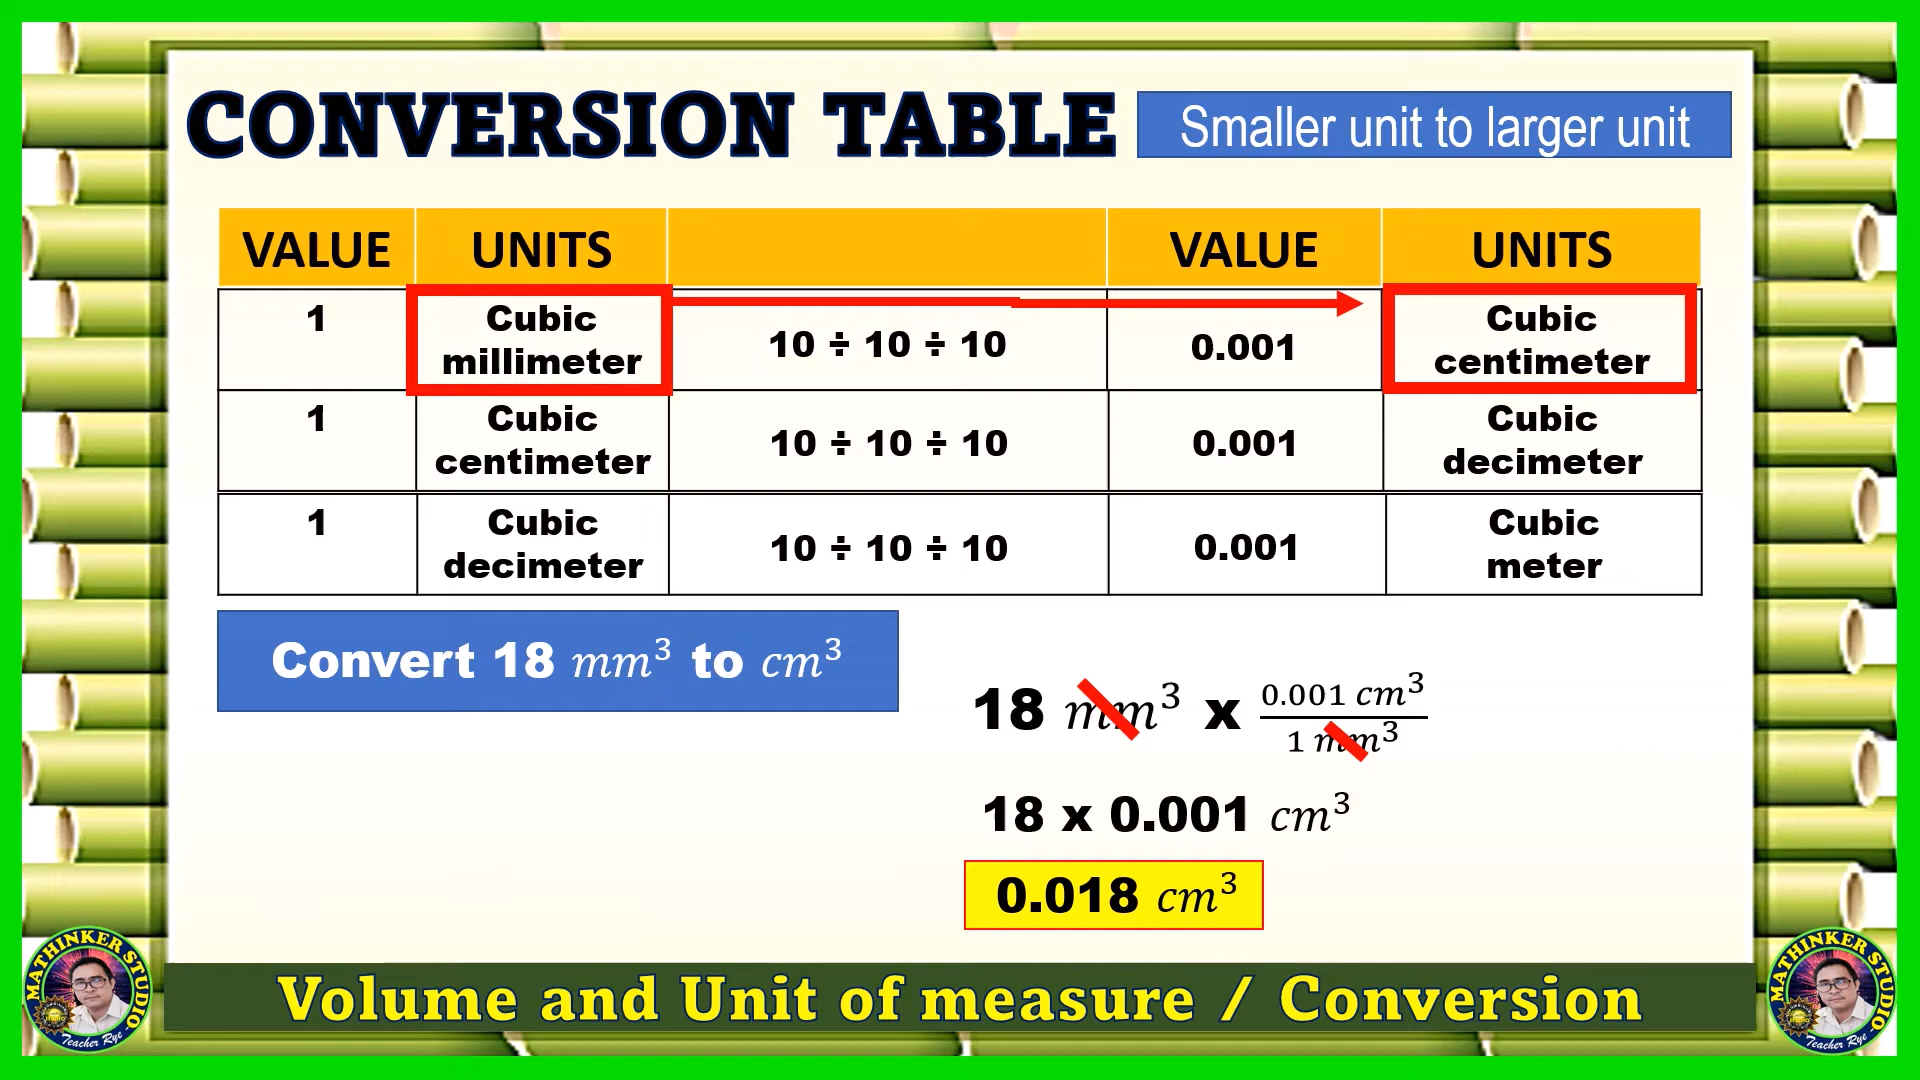 CONVERSION TABLE
Smaller unit to larger unit
VALUE UNITS VALUE UNITS
1 Cubic millimeter 10 ÷ 10 ÷ 10 0.001 Cubic centimeter
1 Cubic centimeter 10 ÷ 10 ÷ 10 0.001 Cubic decimeter
1 Cubic decimeter 10 ÷ 10 ÷ 10 0.001 Cubic meter
Convert 18 mm³ to cm³
18 mm³ x 0.001 cm³ / 1 mm³
18 x 0.001 cm³
0.018 cm³
Volume and Unit of measure / Conversion
MATHINKER STUDIO
Teacher Rye
MATHINKER STUDIO
Teacher Rye